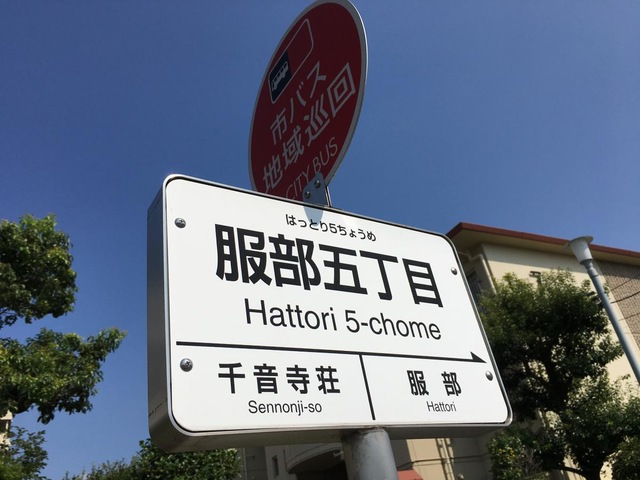 市バス
地域巡回
CITY BUS
はっとり5ちょうめ
服部五丁目
Hattori 5-chome
千音寺荘
Sennonji-so
服部
Hattori